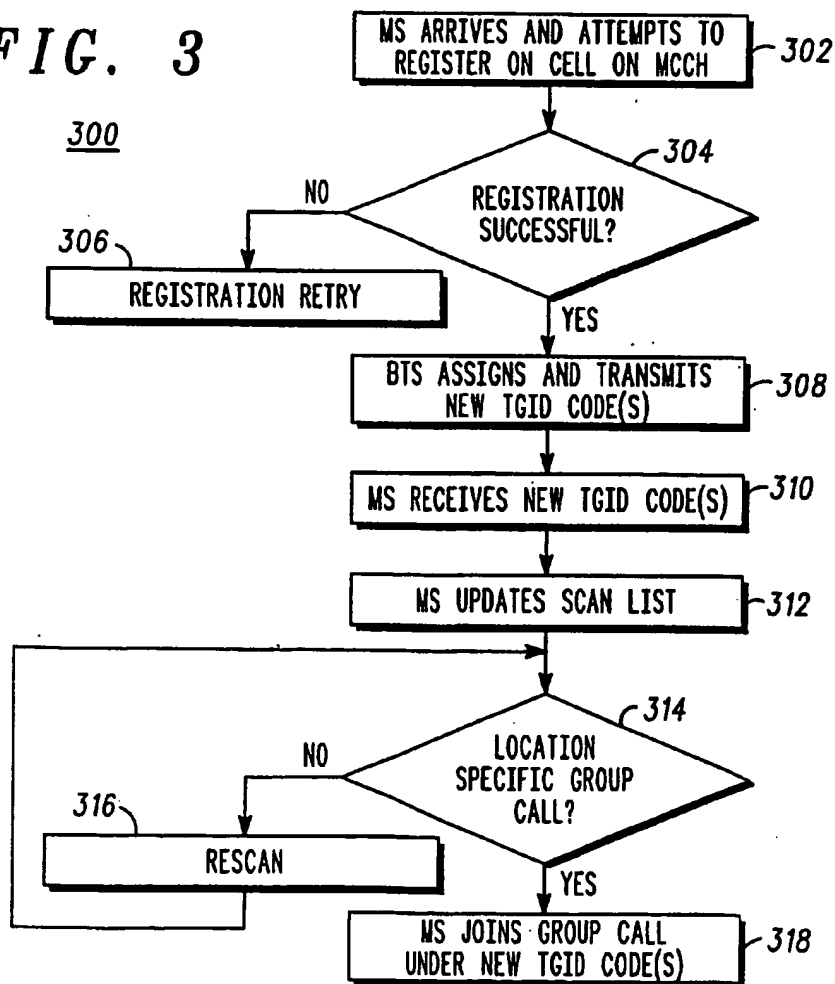 FIG. 3
300
MS ARRIVES AND ATTEMPTS TO
REGISTER ON CELL ON MCCH
302
304
REGISTRATION
SUCCESSFUL?
NO
306
REGISTRATION RETRY
YES
BTS ASSIGNS AND TRANSMITS
NEW TGID CODE(S)
308
MS RECEIVES NEW TGID CODE(S)
310
MS UPDATES SCAN LIST
312
314
LOCATION
SPECIFIC GROUP
CALL?
NO
316
RESCAN
YES
MS JOINS GROUP CALL
UNDER NEW TGID CODE(S)
318